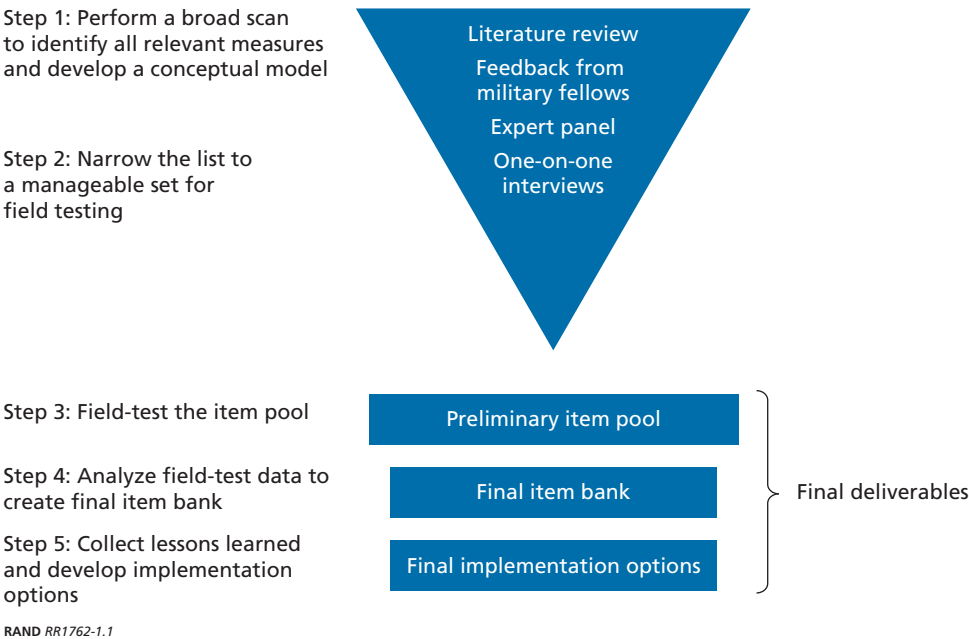 Step 1: Perform a broad scan
to identify all relevant measures
and develop a conceptual model
Literature review
Feedback from
military fellows
Expert panel
Step 2: Narrow the list to
a manageable set for
field testing
One-on-one
interviews
Step 3: Field-test the item pool
Preliminary item pool
Step 4: Analyze field-test data to
create final item bank
Final item bank
Final deliverables
Step 5: Collect lessons learned
and develop implementation
options
Final implementation options
RAND RR1762-1.1